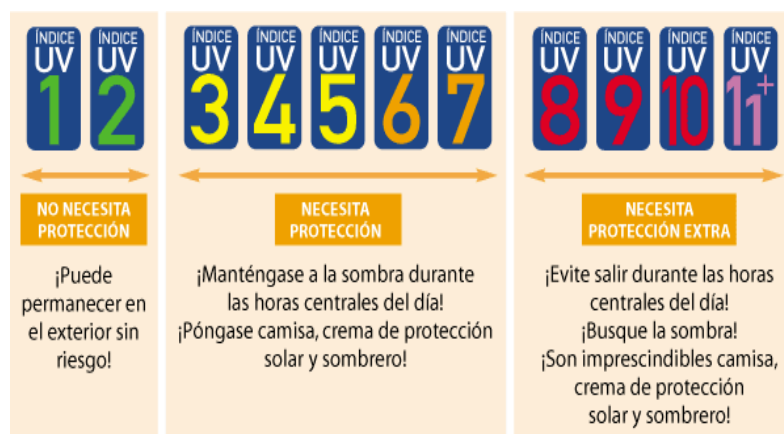 ÍNDICE
UV
1
ÍNDICE
UV
2
NO NECESITA
PROTECCIÓN
¡Puede
permanecer en
el exterior sin
riesgo!
ÍNDICE
UV
3
ÍNDICE
UV
4
ÍNDICE
UV
5
ÍNDICE
UV
6
ÍNDICE
UV
7
NECESITA
PROTECCIÓN
¡Manténgase a la sombra durante
las horas centrales del día!
¡Póngase camisa, crema de protección
solar y sombrero!
ÍNDICE
UV
8
ÍNDICE
UV
9
ÍNDICE
UV
10
ÍNDICE
UV
11+
NECESITA
PROTECCIÓN EXTRA
¡Evite salir durante las horas
centrales del día!
¡Busque la sombra!
¡Son imprescindibles camisa,
crema de protección
solar y sombrero!